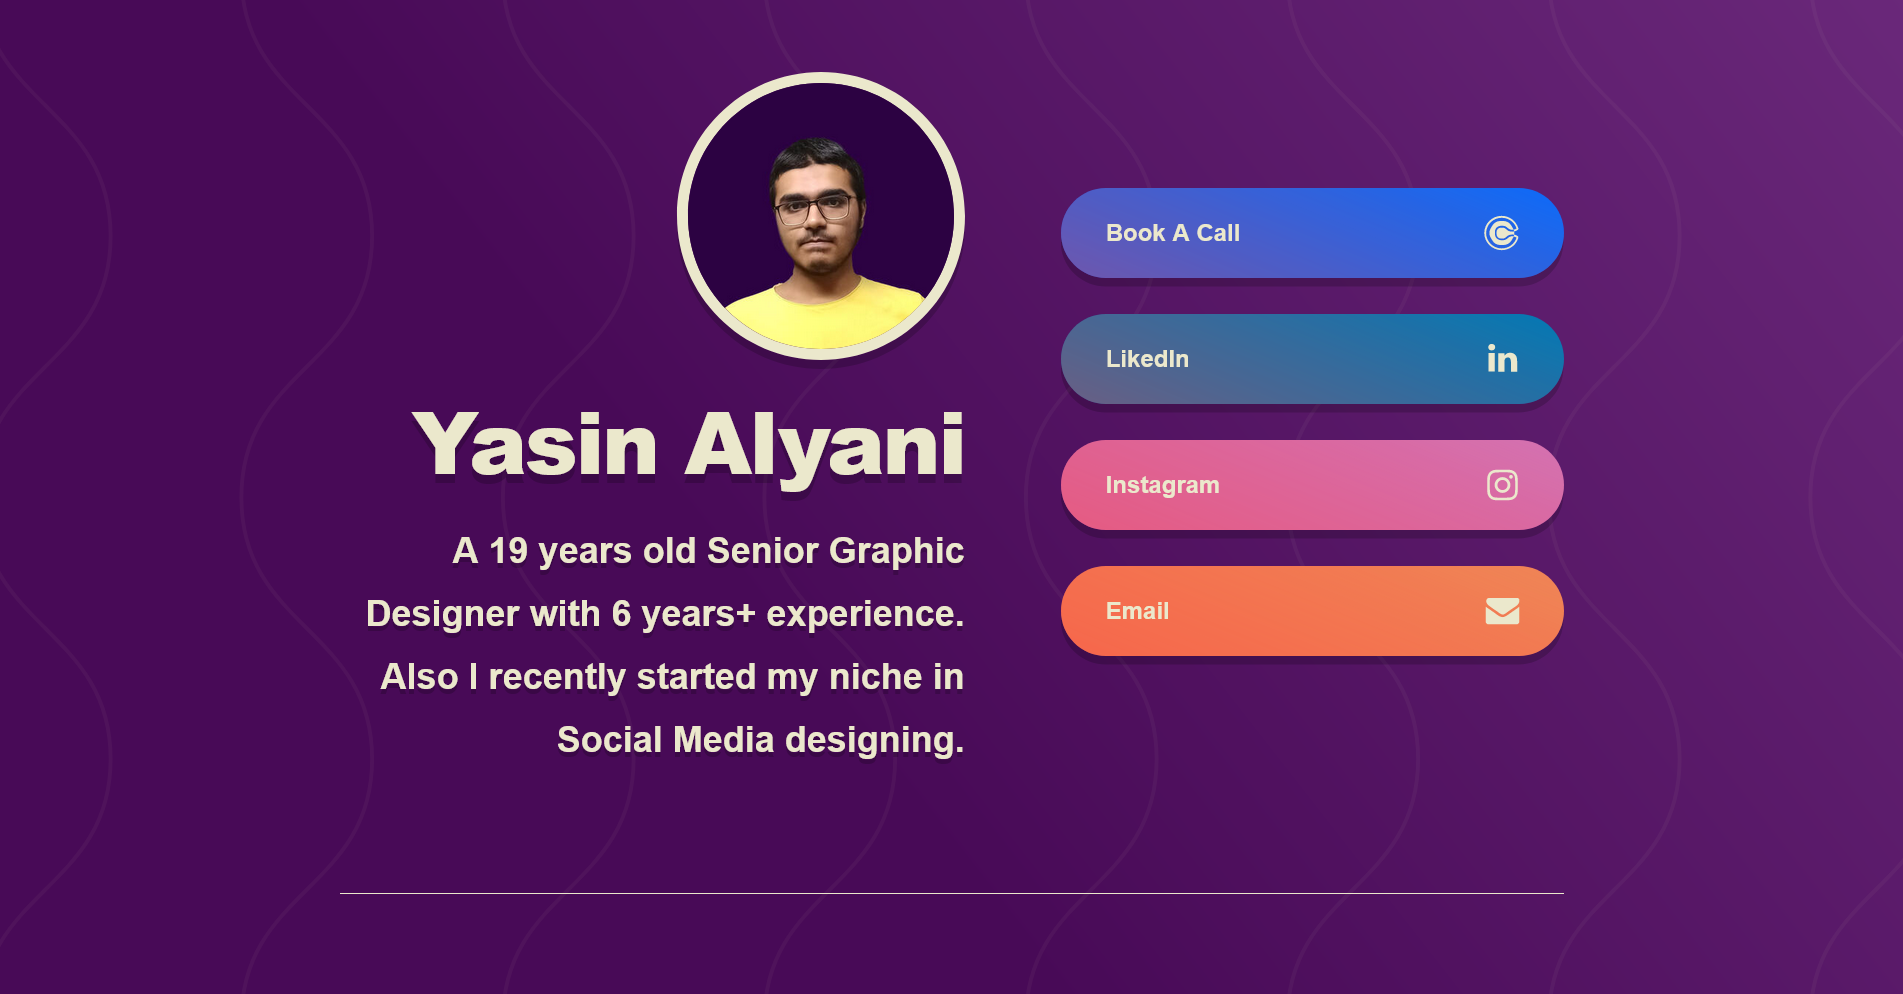 Yasin Alyani
A 19 years old Senior Graphic
Designer with 6 years+ experience.
Also I recently started my niche in
Social Media designing.
Book A Call
LikedIn
in
Instagram
Email